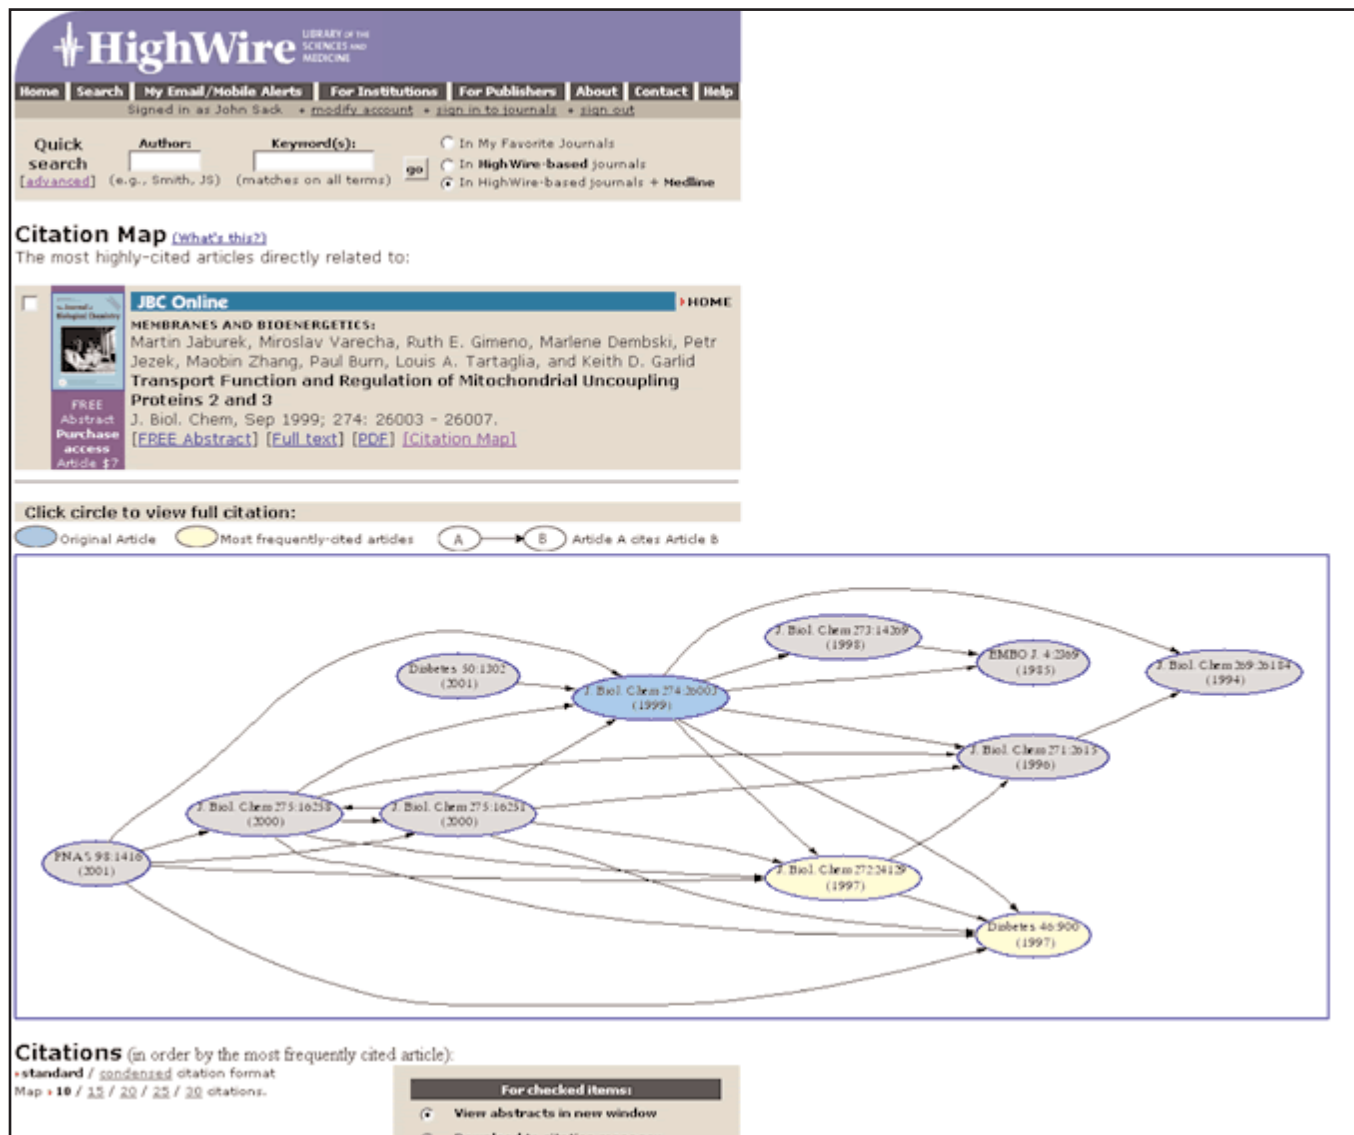 HighWire
LIBRARY OF THE
SCIENCES AND
MEDICINE
Home Search My Email/Mobile Alerts For Institutions For Publishers About Contact Help
Signed in as John Sack modify account sign in to journals sign out
Quick
search
[advanced]
Author:
(e.g., Smith, JS)
Keyword(s):
(matches on all terms)
go
In My Favorite Journals
In HighWire-based journals
In HighWire-based journals + Medline
Citation Map (What's this?)
The most highly-cited articles directly related to:
the Journal of
Biological Chemistry
FREE
Abstract
Purchase
access
Article $7
JBC Online
HOME
MEMBRANES AND BIOENERGETICS:
Martin Jaburek, Miroslav Varecha, Ruth E. Gimeno, Marlene Dembski, Petr
Jezek, Maobin Zhang, Paul Burn, Louis A. Tartaglia, and Keith D. Garlid
Transport Function and Regulation of Mitochondrial Uncoupling
Proteins 2 and 3
J. Biol. Chem, Sep 1999; 274: 26003 - 26007.
[FREE Abstract] [Full text] [PDF] [Citation Map]
Click circle to view full citation:
Original Article Most frequently-cited articles A B Article A cites Article B
J. Biol. Chem 273:14269
(1998)
EMBO J. 4:2369
(1985)
J. Biol. Chem 269:26184
(1994)
Diabetes 50:1302
(2001)
J. Biol. Chem 274:26003
(1999)
J. Biol. Chem 271:2615
(1996)
J. Biol. Chem 275:16258
(2000)
J. Biol. Chem 275:16251
(2000)
PNAS 98:1416
(2001)
J. Biol. Chem 272:24129
(1997)
Diabetes 46:900
(1997)
Citations (in order by the most frequently cited article):
standard / condensed citation format
Map 10 / 15 / 20 / 25 / 30 citations.
For checked items:
View abstracts in new window